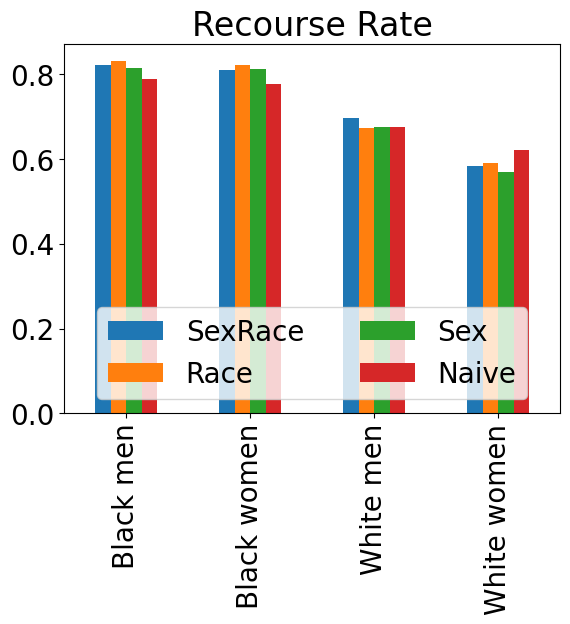 Recourse Rate
0.8
0.6
0.4
0.2
0.0
SexRace
Sex
Race
Naive
Black men
Black women
White men
White women